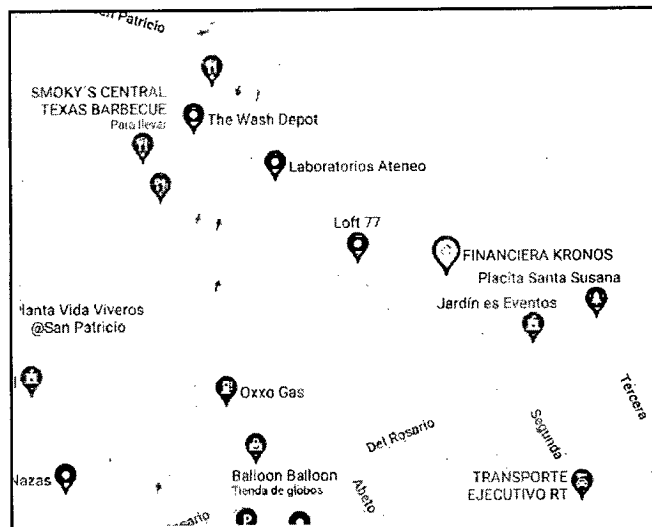 San Patricio
SMOKY'S CENTRAL
TEXAS BARBECUE
Para llevar
The Wash Depot
Laboratorios Ateneo
Loft 77
FINANCIERA KRONOS
Placita Santa Susana
Jardín es Eventos
Vida Viveros
@San Patricio
Oxxo Gas
Tercera
Segunda
Del Rosario
Balloon Balloon
Tienda de globos
Nazas
Abeto
TRANSPORTE
EJECUTIVO RT
P